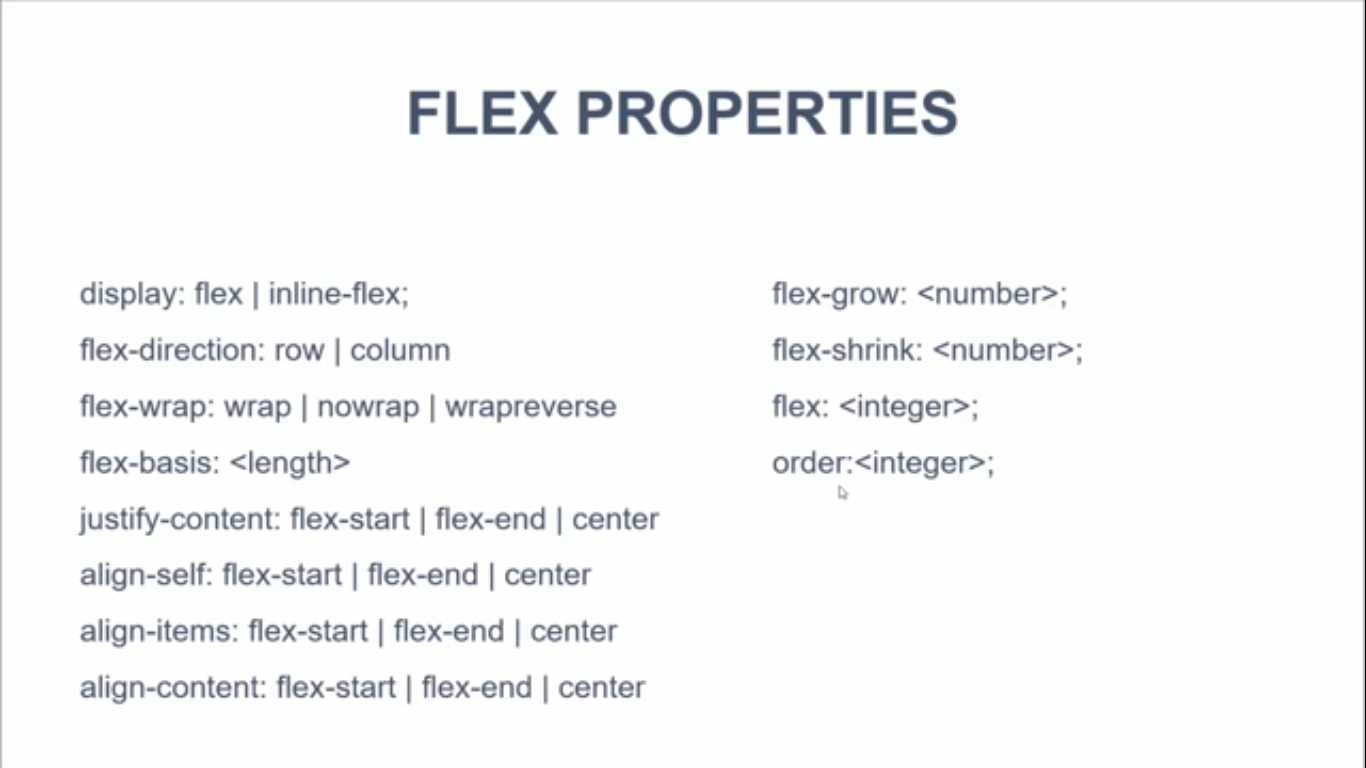 FLEX PROPERTIES
display: flex | inline-flex;
flex-direction: row | column
flex-wrap: wrap | nowrap | wrapreverse
flex-basis: <length>
justify-content: flex-start | flex-end | center
align-self: flex-start | flex-end | center
align-items: flex-start | flex-end | center
align-content: flex-start | flex-end | center
flex-grow: <number>;
flex-shrink: <number>;
flex: <integer>;
order:<integer>;